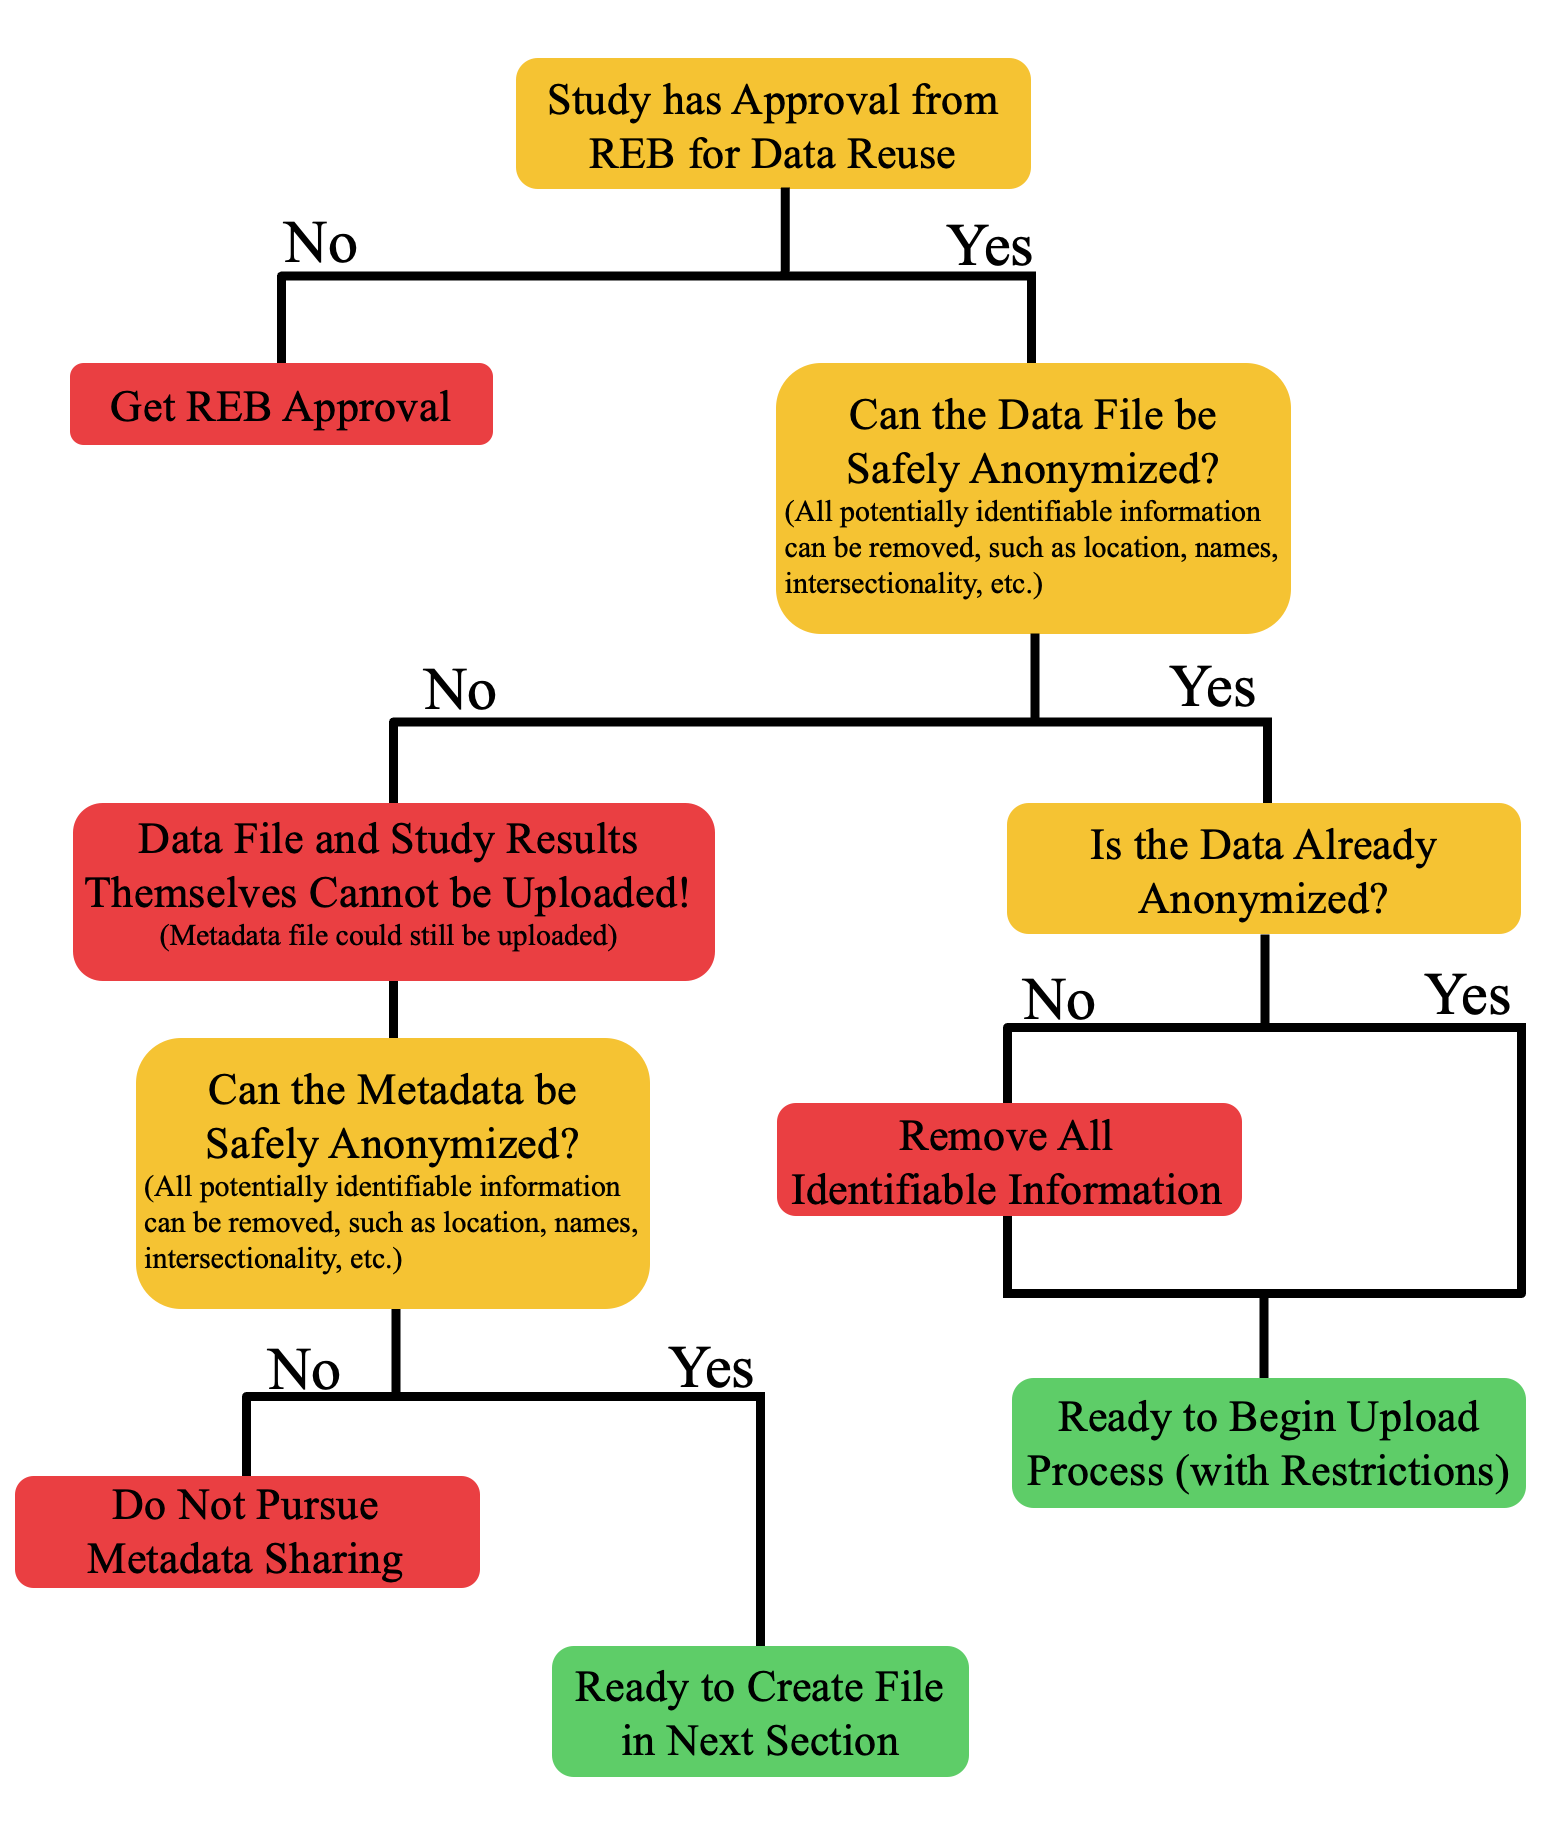 Study has Approval from
REB for Data Reuse
No
Yes
Get REB Approval
Can the Data File be
Safely Anonymized?
(All potentially identifiable information
can be removed, such as location, names,
intersectionality, etc.)
No
Yes
Data File and Study Results
Themselves Cannot be Uploaded!
(Metadata file could still be uploaded)
Is the Data Already
Anonymized?
No
Yes
Can the Metadata be
Safely Anonymized?
(All potentially identifiable information
can be removed, such as location, names,
intersectionality, etc.)
Remove All
Identifiable Information
No
Yes
Ready to Begin Upload
Process (with Restrictions)
Do Not Pursue
Metadata Sharing
Ready to Create File
in Next Section